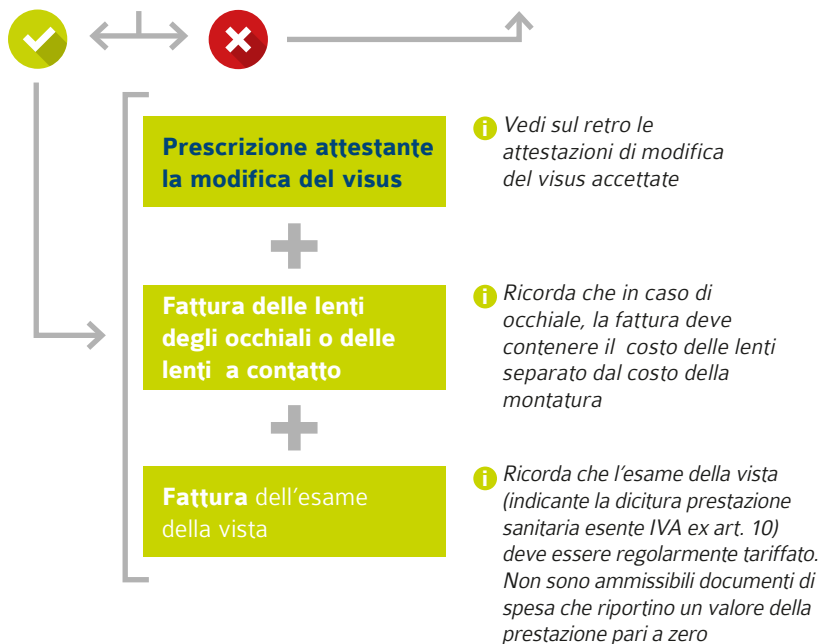 Prescrizione attestante
la modifica del visus
i Vedi sul retro le
attestazioni di modifica
del visus accettate
Fattura delle lenti
degli occhiali o delle
lenti a contatto
i Ricorda che in caso di
occhiale, la fattura deve
contenere il costo delle lenti
separato dal costo della
montatura
Fattura dell'esame
della vista
i Ricorda che l'esame della vista
(indicante la dicitura prestazione
sanitaria esente IVA ex art. 10)
deve essere regolarmente tariffato.
Non sono ammissibili documenti di
spesa che riportino un valore della
prestazione pari a zero